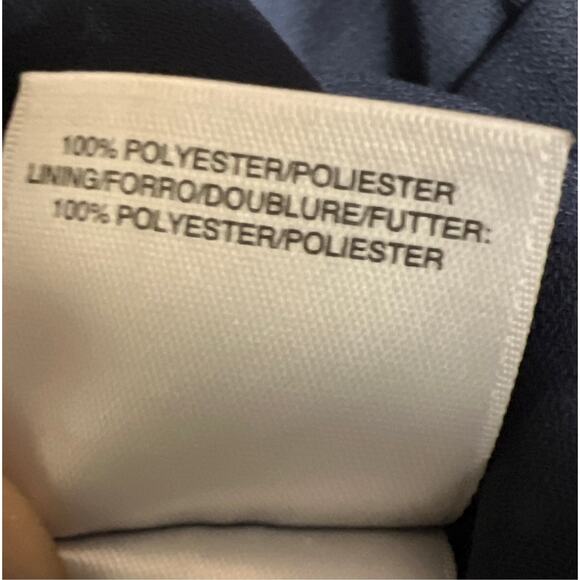 100% POLYESTER/POLIESTER
LINING/FORRO/DOUBLURE/FUTTER:
100% POLYESTER/POLIESTER